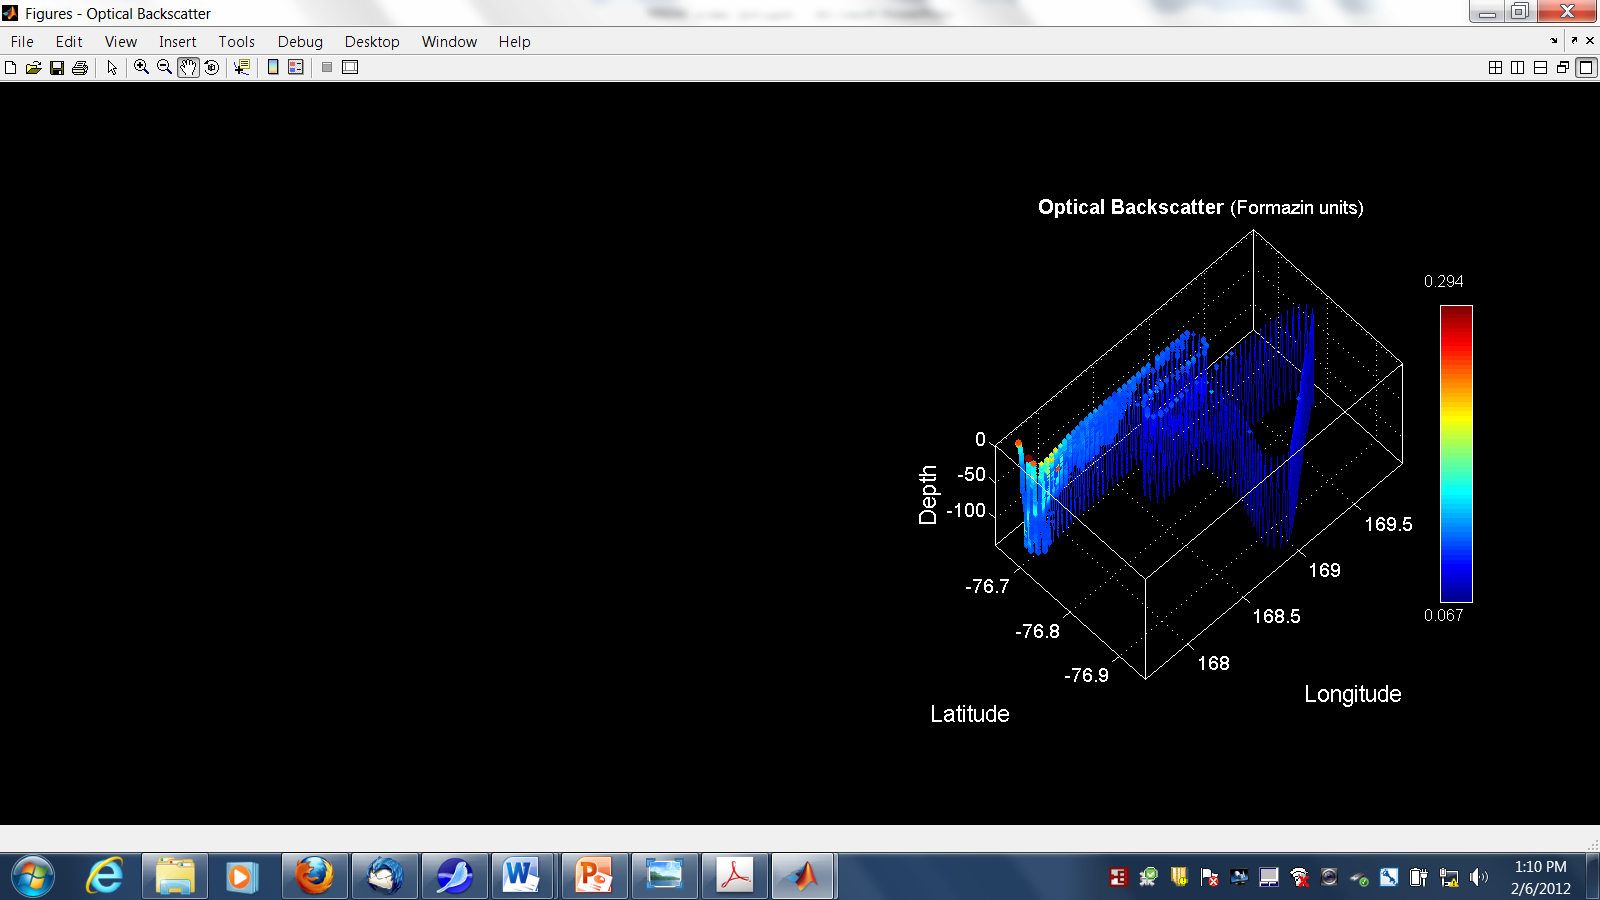 Figures - Optical Backscatter
File Edit View Insert Tools Debug Desktop Window Help
Optical Backscatter (Formazin units)
0.294
0
-50
-100
Depth
169.5
169
168.5
168
-76.7
-76.8
-76.9
0.067
Longitude
Latitude
1:10 PM
2/6/2012